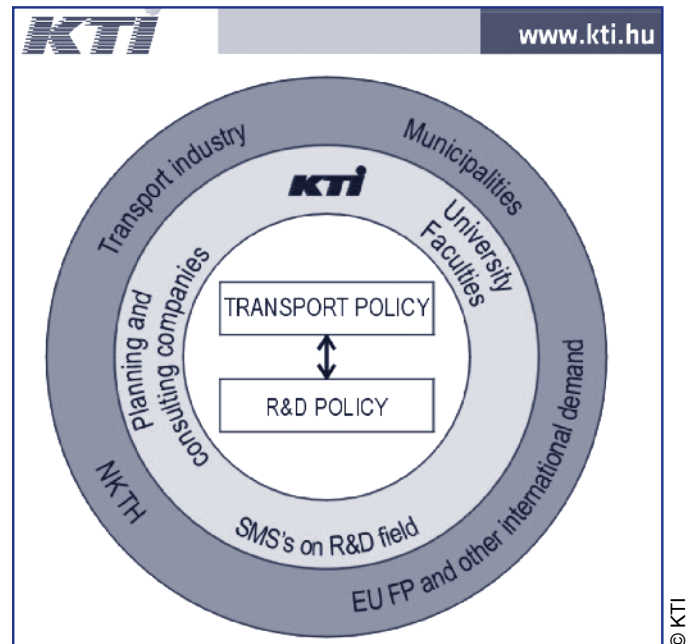 KTI
www.kti.hu
Transport industry
Municipalities
KTI
University
Faculties
Planning and
consulting companies
TRANSPORT POLICY
R&D POLICY
NKTH
SMS's on R&D field
EU FP and other international demand
© KTI